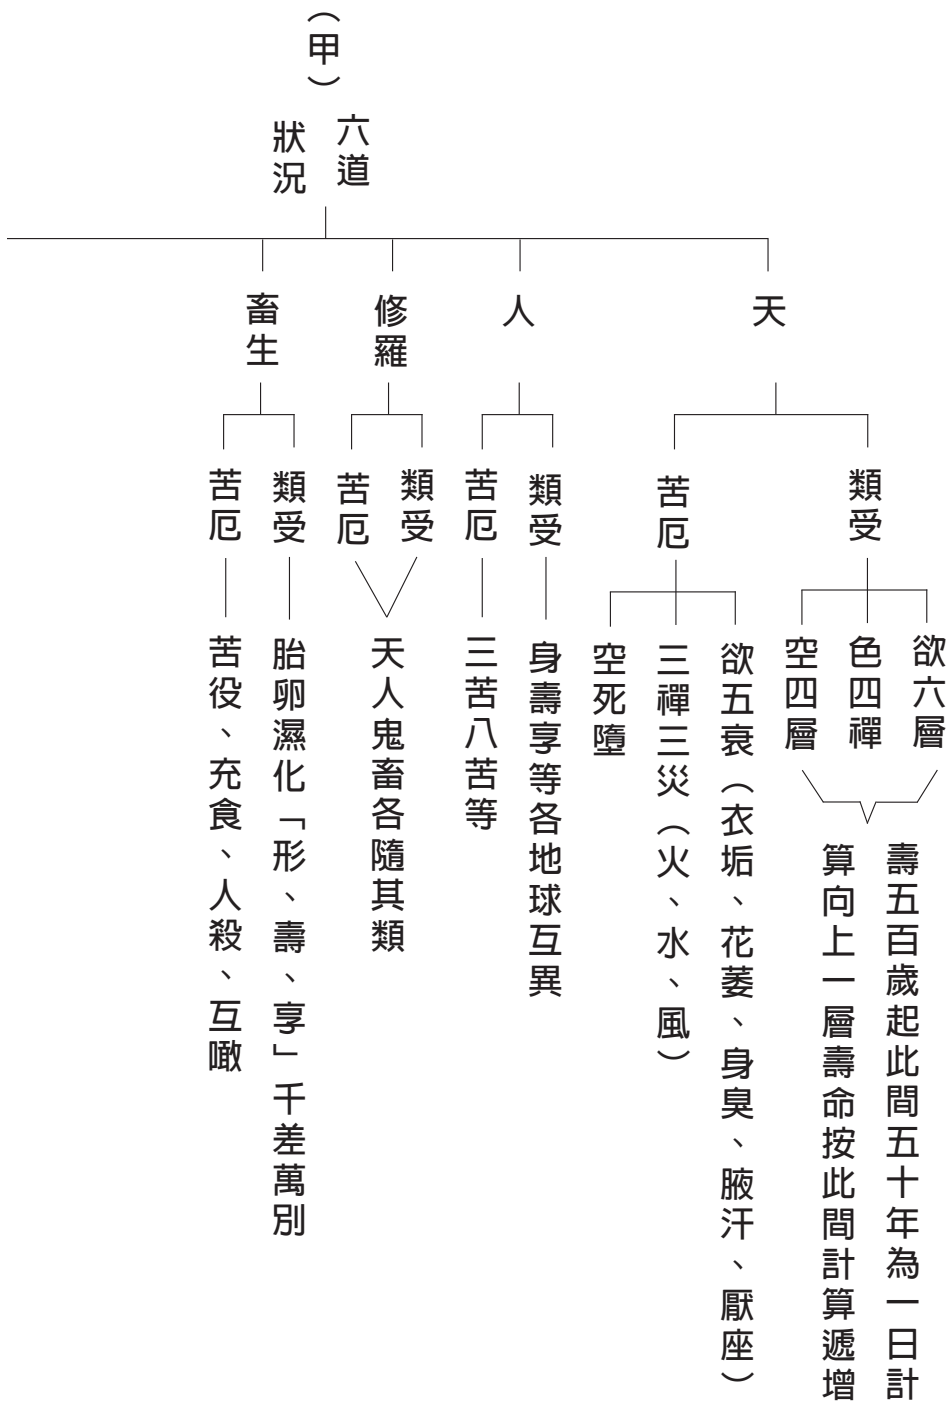 （甲）
六道
狀況
天
類受
欲六層
色四禪
空四層
壽五百歲起此間五十年為一日計
算向上一層壽命按此間計算遞增
苦厄
欲五衰（衣垢、花萎、身臭、腋汗、厭座）
三禪三災（火、水、風）
空死墮
人
類受
身壽享等各地球互異
苦厄
三苦八苦等
修羅
類受
苦厄
天人鬼畜各隨其類
畜生
類受
胎卵濕化「形、壽、享」千差萬別
苦厄
苦役、充食、人殺、互噉